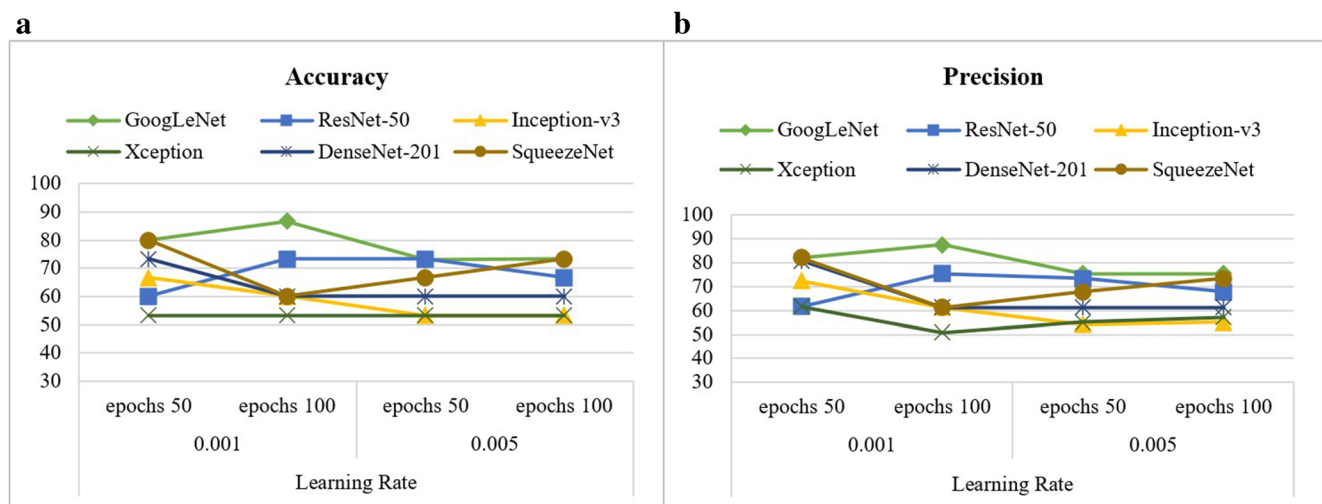 a
Accuracy
GoogLeNet ResNet-50 Inception-v3
Xception DenseNet-201 SqueezeNet
100
90
80
70
60
50
40
30
epochs 50 epochs 100 epochs 50 epochs 100
0.001 0.005
Learning Rate
b
Precision
GoogLeNet ResNet-50 Inception-v3
Xception DenseNet-201 SqueezeNet
100
90
80
70
60
50
40
30
epochs 50 epochs 100 epochs 50 epochs 100
0.001 0.005
Learning Rate